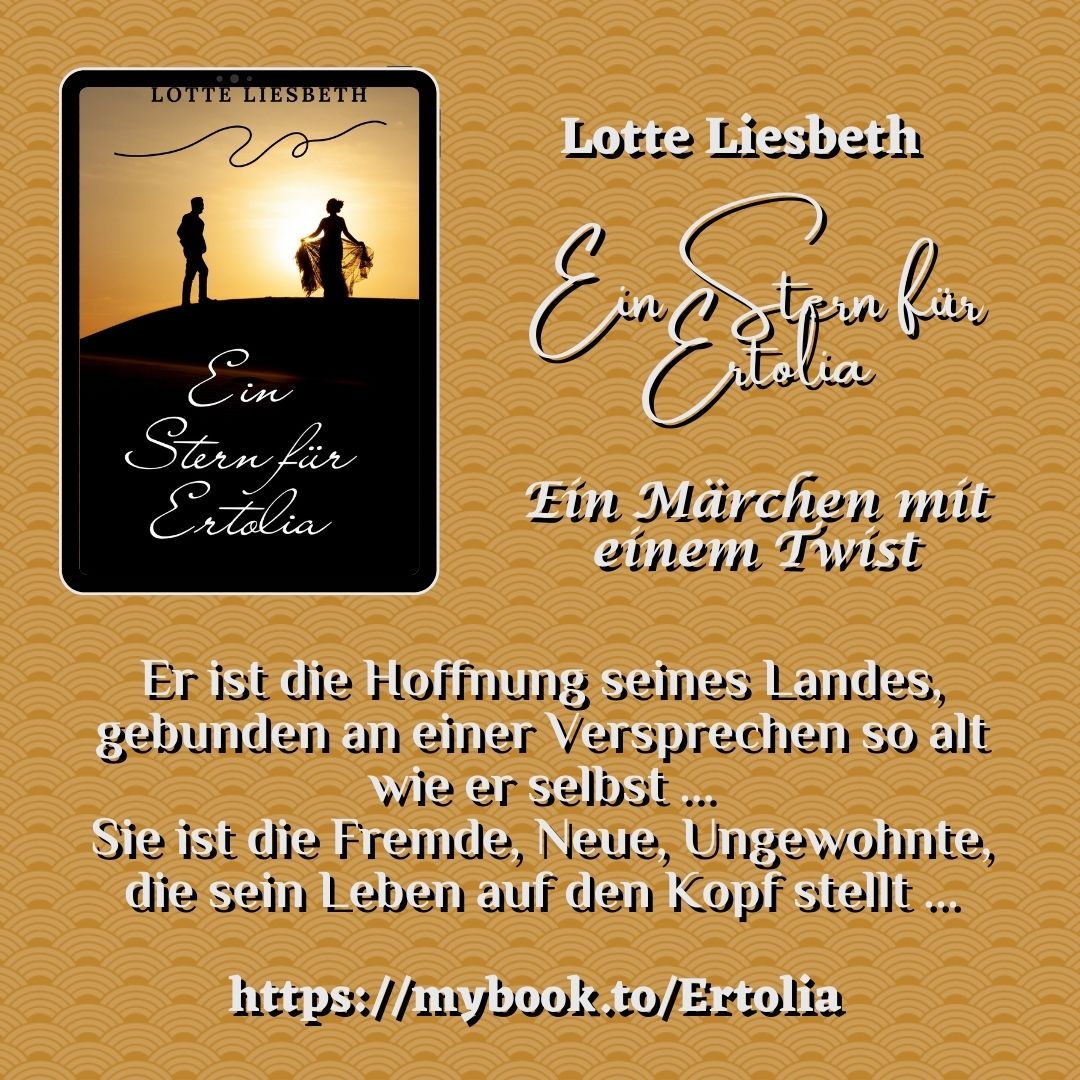 LOTTE LIESBETH
Ein
Stern für
Ertolia
Lotte Liesbeth
Ein Stern für
Ertolia
Ein Märchen mit
einem Twist
Er ist die Hoffnung seines Landes,
gebunden an einer Versprechen so alt
wie er selbst ...
Sie ist die Fremde, Neue, Ungewohnte,
die sein Leben auf den Kopf stellt ...
https://mybook.to/Ertolia